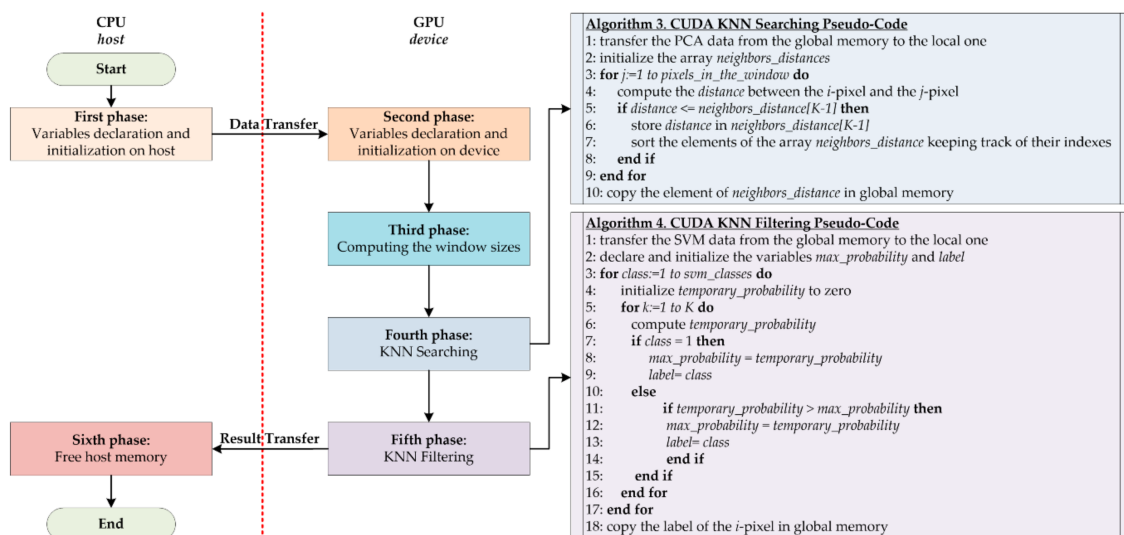 CPU
host
GPU
device
Start
First phase:
Variables declaration and
initialization on host
Data Transfer
Second phase:
Variables declaration and
initialization on device
Third phase:
Computing the window sizes
Fourth phase:
KNN Searching
Fifth phase:
KNN Filtering
Result Transfer
Sixth phase:
Free host memory
End
Algorithm 3. CUDA KNN Searching Pseudo-Code
1: transfer the PCA data from the global memory to the local one
2: initialize the array neighbors_distances
3: for j:=1 to pixels_in_the_window do
4: compute the distance between the i-pixel and the j-pixel
5: if distance <= neighbors_distance[K-1] then
6: store distance in neighbors_distance[K-1]
7: sort the elements of the array neighbors_distance keeping track of their indexes
8: end if
9: end for
10: copy the element of neighbors_distance in global memory
Algorithm 4. CUDA KNN Filtering Pseudo-Code
1: transfer the SVM data from the global memory to the local one
2: declare and initialize the variables max_probability and label
3: for class:=1 to svm_classes do
4: initialize temporary_probability to zero
5: for k:=1 to K do
6: compute temporary_probability
7: if class = 1 then
8: max_probability = temporary_probability
9: label= class
10: else
11: if temporary_probability > max_probability then
12: max_probability = temporary_probability
13: label= class
14: end if
15: end if
16: end for
17: end for
18: copy the label of the i-pixel in global memory